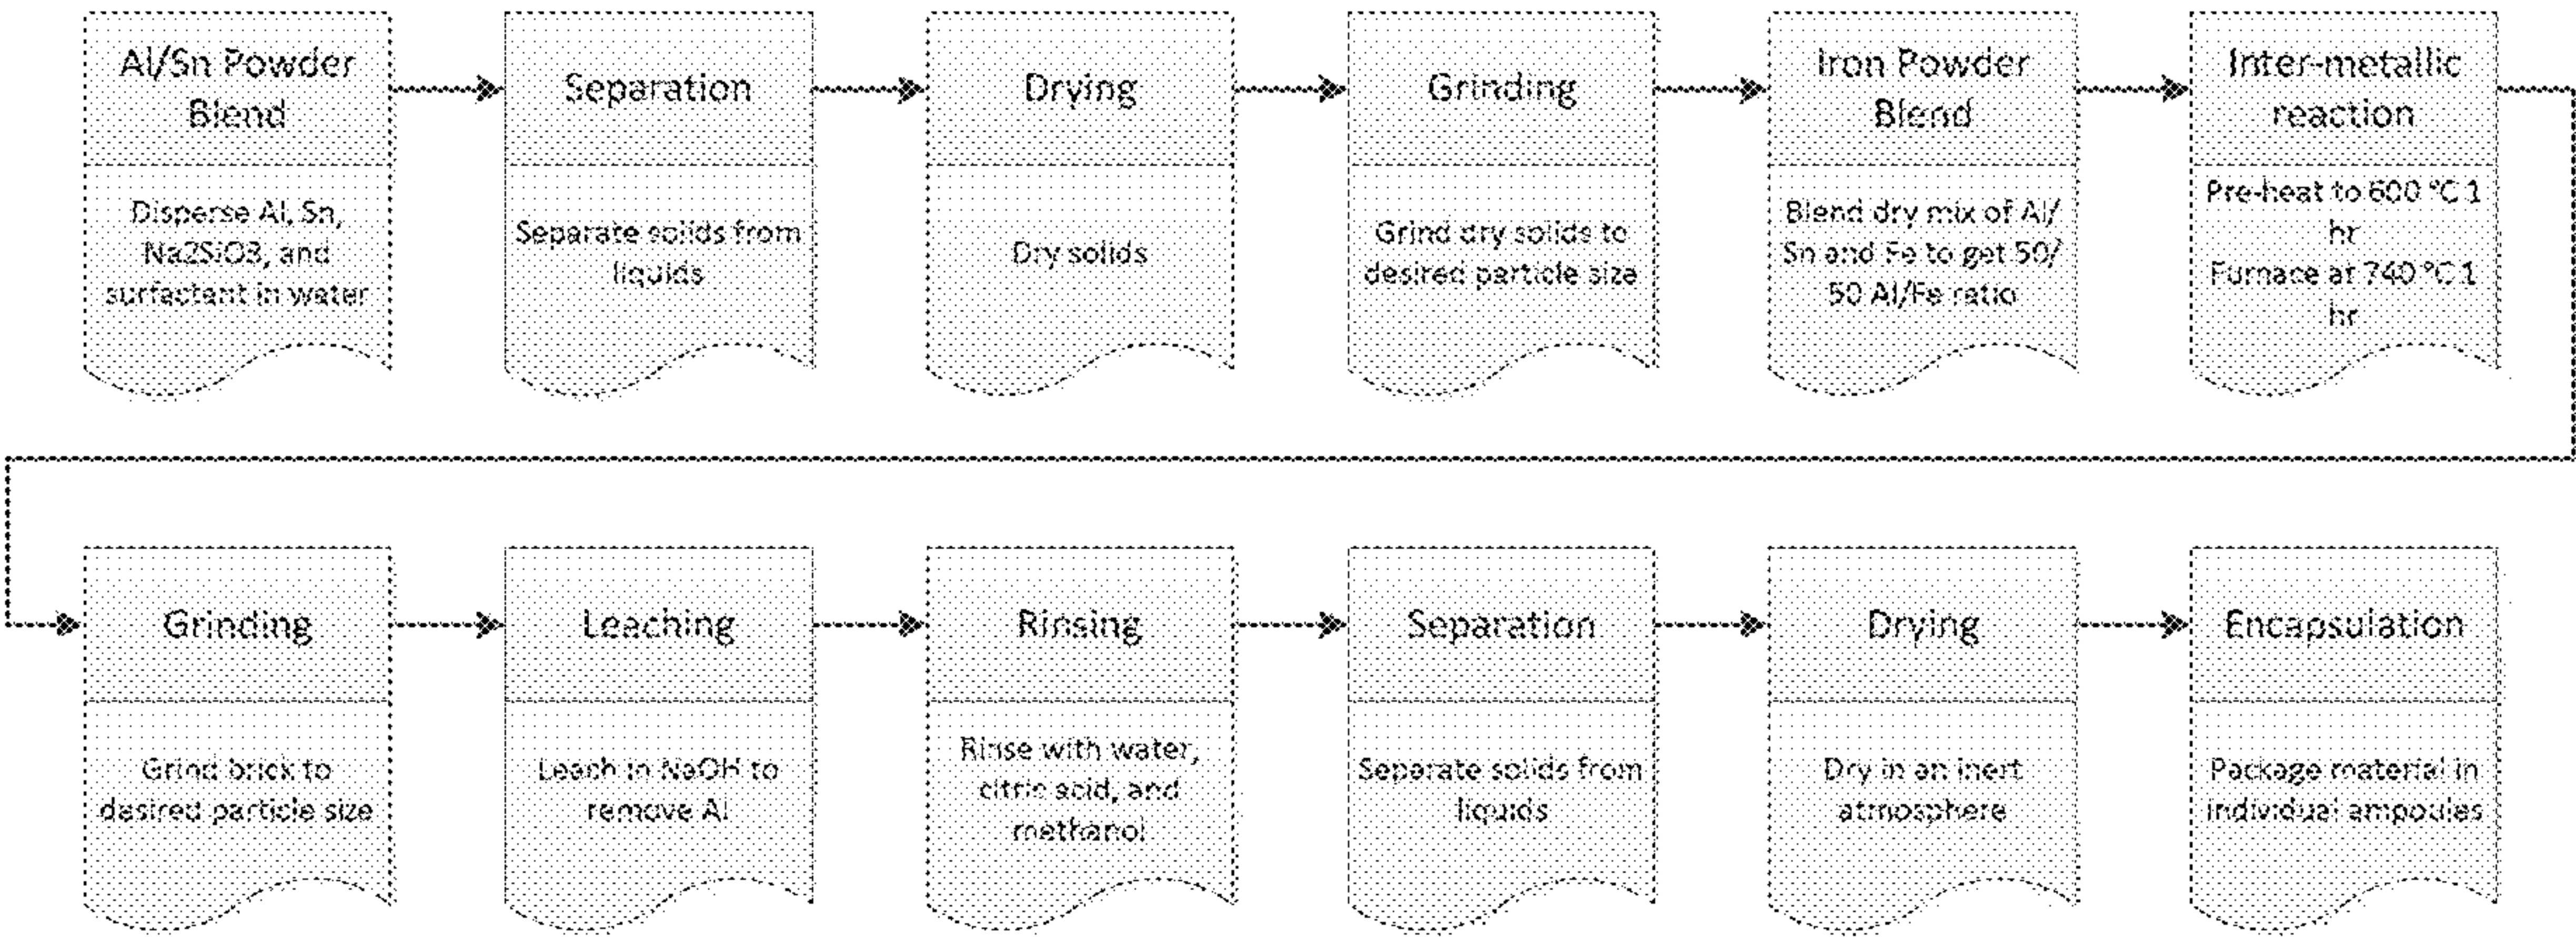 Al/Sn Powder
Blend
Disperse Al, Sn,
Na2SiO3, and
surfactant in water
Separation
Separate solids from
liquids
Drying
Dry solids
Grinding
Grind dry solids to
desired particle size
Iron Powder
Blend
Blend dry mix of Al/
Sn and Fe to get 50/
50 Al/Fe ratio
Inter-metallic
reaction
Pre-heat to 600 °C 1
hr
Furnace at 740 °C 1
hr
Grinding
Grind brick to
desired particle size
Leaching
Leach in NaOH to
remove Al
Rinsing
Rinse with water,
citric acid, and
methanol
Separation
Separate solids from
liquids
Drying
Dry in an inert
atmosphere
Encapsulation
Package material in
individual ampoules